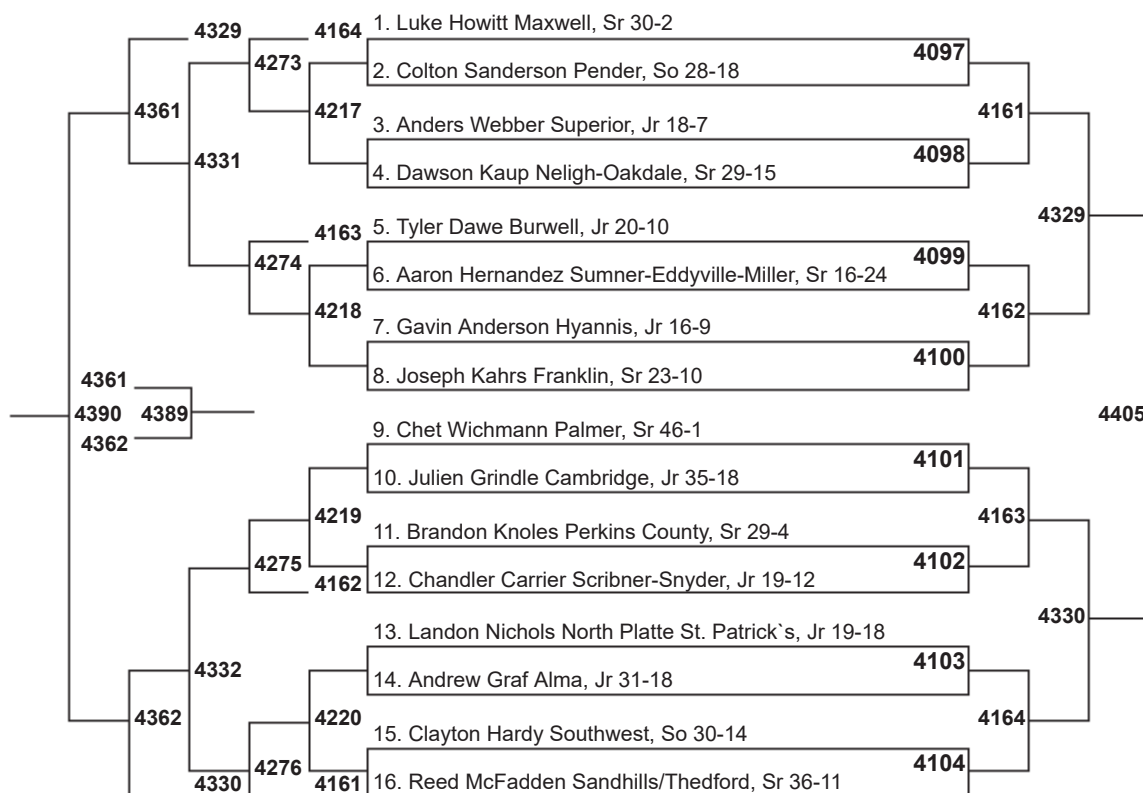 4329 4164 1. Luke Howitt Maxwell, Sr 30-2
4273 4097
2. Colton Sanderson Pender, So 28-18
4361 4217 4161
3. Anders Webber Superior, Jr 18-7
4331 4098
4. Dawson Kaup Neligh-Oakdale, Sr 29-15
4329
4163 5. Tyler Dawe Burwell, Jr 20-10
4274 4099
6. Aaron Hernandez Sumner-Eddyville-Miller, Sr 16-24
4218 4162
7. Gavin Anderson Hyannis, Jr 16-9
4100
4361 8. Joseph Kahrs Franklin, Sr 23-10
4390 4389 4405
4362 9. Chet Wichmann Palmer, Sr 46-1
4101
10. Julien Grindle Cambridge, Jr 35-18
4219 4163
11. Brandon Knoles Perkins County, Sr 29-4
4275 4102
4162 12. Chandler Carrier Scribner-Snyder, Jr 19-12
4330
13. Landon Nichols North Platte St. Patrick`s, Jr 19-18
4332 4103
14. Andrew Graf Alma, Jr 31-18
4362 4220 4164
15. Clayton Hardy Southwest, So 30-14
4276 4104
4330 4161 16. Reed McFadden Sandhills/Thedford, Sr 36-11